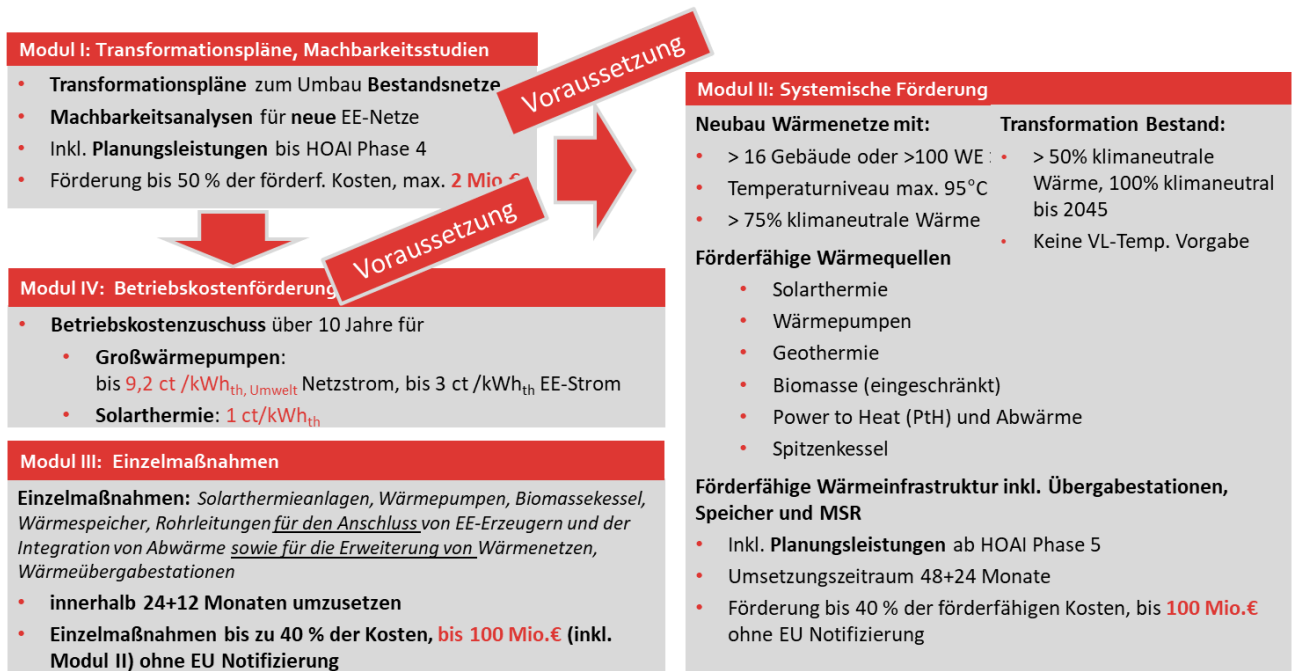 Modul I: Transformationspläne, Machbarkeitsstudien
• Transformationspläne zum Umbau Bestandsnetze
• Machbarkeitsanalysen für neue EE-Netze
• Inkl. Planungsleistungen bis HOAI Phase 4
• Förderung bis 50 % der förderf. Kosten, max. 2 Mio.€
Voraussetzung
Voraussetzung
Modul IV: Betriebskostenförderung
• Betriebskostenzuschuss über 10 Jahre für
• Großwärmepumpen:
bis 9,2 ct /kWhth, Umwelt Netzstrom, bis 3 ct /kWhth EE-Strom
• Solarthermie: 1 ct/kWhth
Modul III: Einzelmaßnahmen
Einzelmaßnahmen: Solarthermieanlagen, Wärmepumpen, Biomassekessel,
Wärmespeicher, Rohrleitungen für den Anschluss von EE-Erzeugern und der
Integration von Abwärme sowie für die Erweiterung von Wärmenetzen,
Wärmeübergabestationen
• innerhalb 24+12 Monaten umzusetzen
• Einzelmaßnahmen bis zu 40 % der Kosten, bis 100 Mio.€ (inkl.
Modul II) ohne EU Notifizierung
Modul II: Systemische Förderung
Neubau Wärmenetze mit:
• > 16 Gebäude oder >100 WE
• Temperaturniveau max. 95°C
• > 75% klimaneutrale Wärme
Transformation Bestand:
• > 50% klimaneutrale
Wärme, 100% klimaneutral
bis 2045
• Keine VL-Temp. Vorgabe
Förderfähige Wärmequellen
• Solarthermie
• Wärmepumpen
• Geothermie
• Biomasse (eingeschränkt)
• Power to Heat (PtH) und Abwärme
• Spitzenkessel
Förderfähige Wärmeinfrastruktur inkl. Übergabestationen,
Speicher und MSR
• Inkl. Planungsleistungen ab HOAI Phase 5
• Umsetzungszeitraum 48+24 Monate
• Förderung bis 40 % der förderfähigen Kosten, bis 100 Mio.€
ohne EU Notifizierung